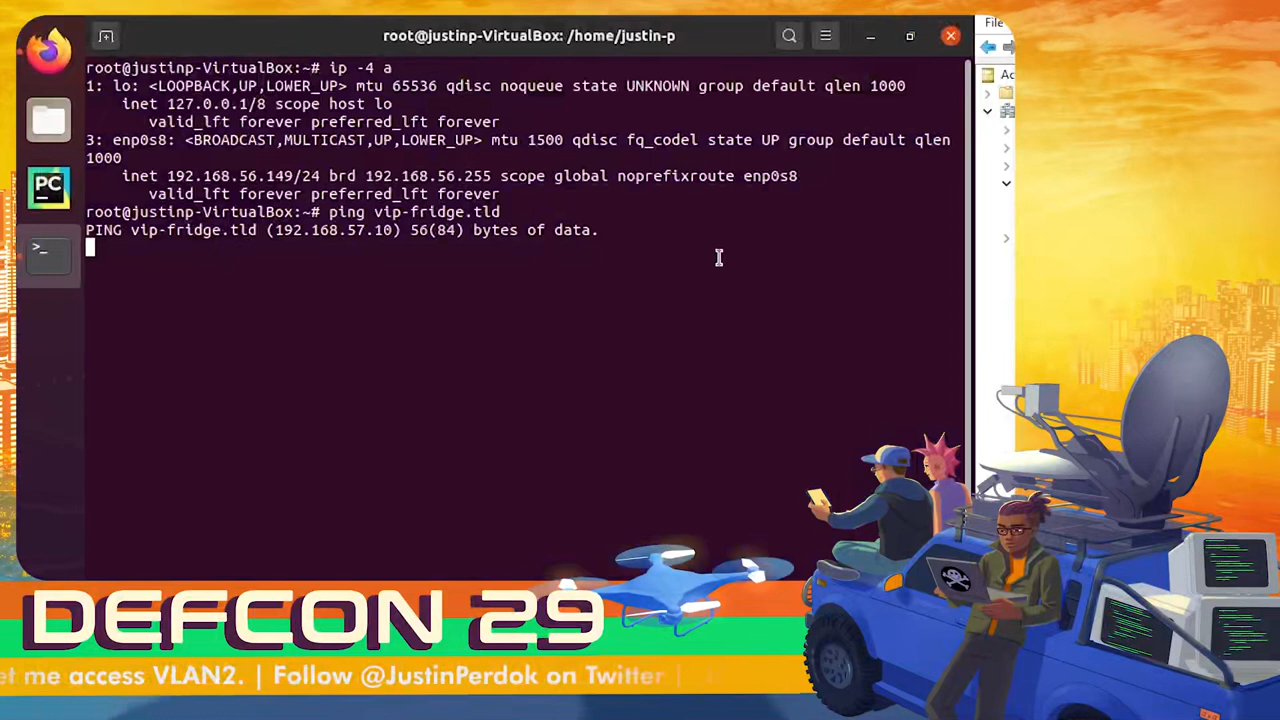 root@justinp-VirtualBox: /home/justin-p
File
Ac
root@justinp-VirtualBox:~# ip -4 a
1: lo: <LOOPBACK,UP,LOWER_UP> mtu 65536 qdisc noqueue state UNKNOWN group default qlen 1000
inet 127.0.0.1/8 scope host lo
valid_lft forever preferred_lft forever
3: enp0s8: <BROADCAST,MULTICAST,UP,LOWER_UP> mtu 1500 qdisc fq_codel state UP group default qlen
1000
inet 192.168.56.149/24 brd 192.168.56.255 scope global noprefixroute enp0s8
valid_lft forever preferred_lft forever
root@justinp-VirtualBox:~# ping vip-fridge.tld
PING vip-fridge.tld (192.168.57.10) 56(84) bytes of data.
PC
>_
DEFCON 29
et me access VLAN2. | Follow @JustinPerdok on Twitter |